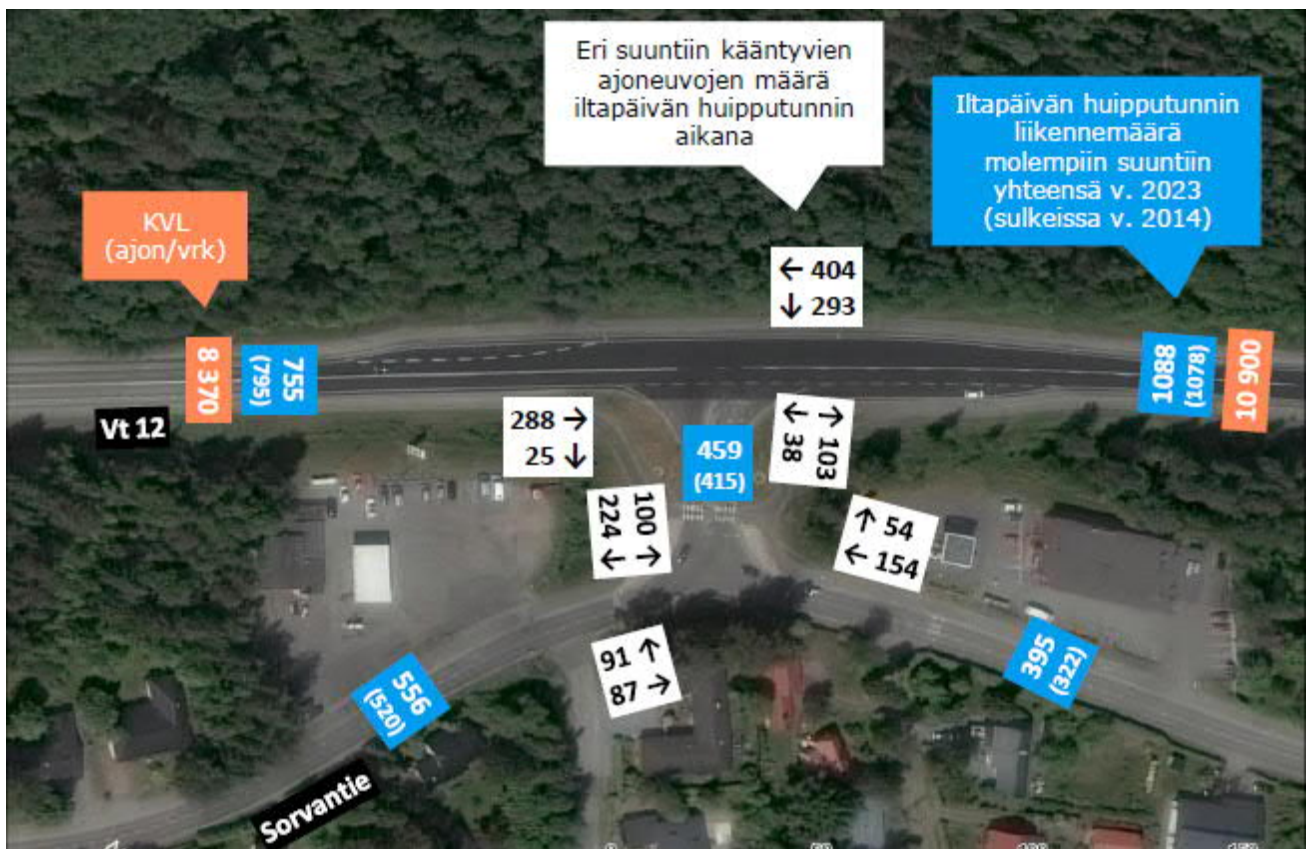 Eri suuntiin kääntyvien
ajoneuvojen määrä
iltapäivän huipputunnin
aikana
Iltapäivän huipputunnin
liikennemäärä
molempiin suuntiin
yhteensä v. 2023
(sulkeissa v. 2014)
KVL
(ajon/vrk)
← 404
↓ 293
8 370
755
(795)
1088
(1078)
10 900
Vt 12
288 →
25 ↓
459
(415)
→ 103
← 38
100 →
224 ←
↑ 54
← 154
91 ↑
87 →
556
(520)
395
(322)
Sorvantie